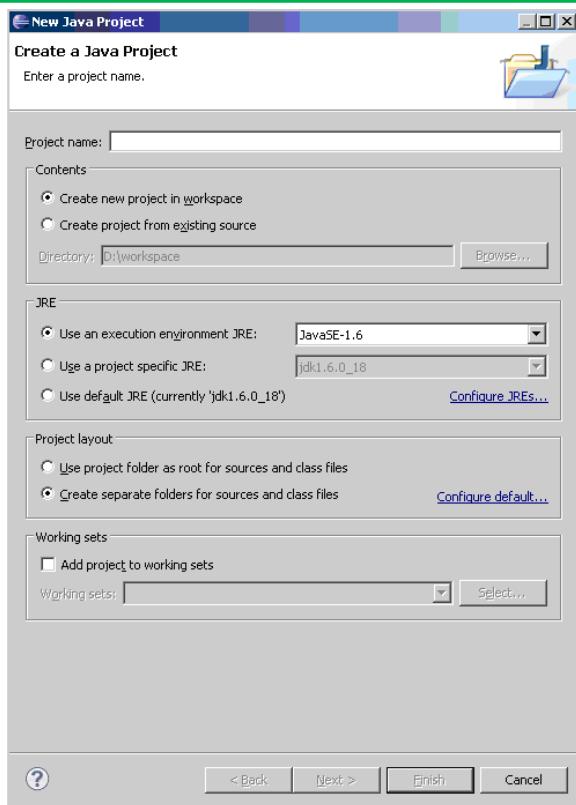 New Java Project
Create a Java Project
Enter a project name.
Project name:
Contents
Create new project in workspace
Create project from existing source
Directory: D:\workspace Browse...
JRE
Use an execution environment JRE: JavaSE-1.6
Use a project specific JRE: jdk1.6.0_18
Use default JRE (currently 'jdk1.6.0_18') Configure JREs...
Project layout
Use project folder as root for sources and class files
Create separate folders for sources and class files Configure default...
Working sets
Add project to working sets
Working sets: Select...
? < Back Next > Finish Cancel